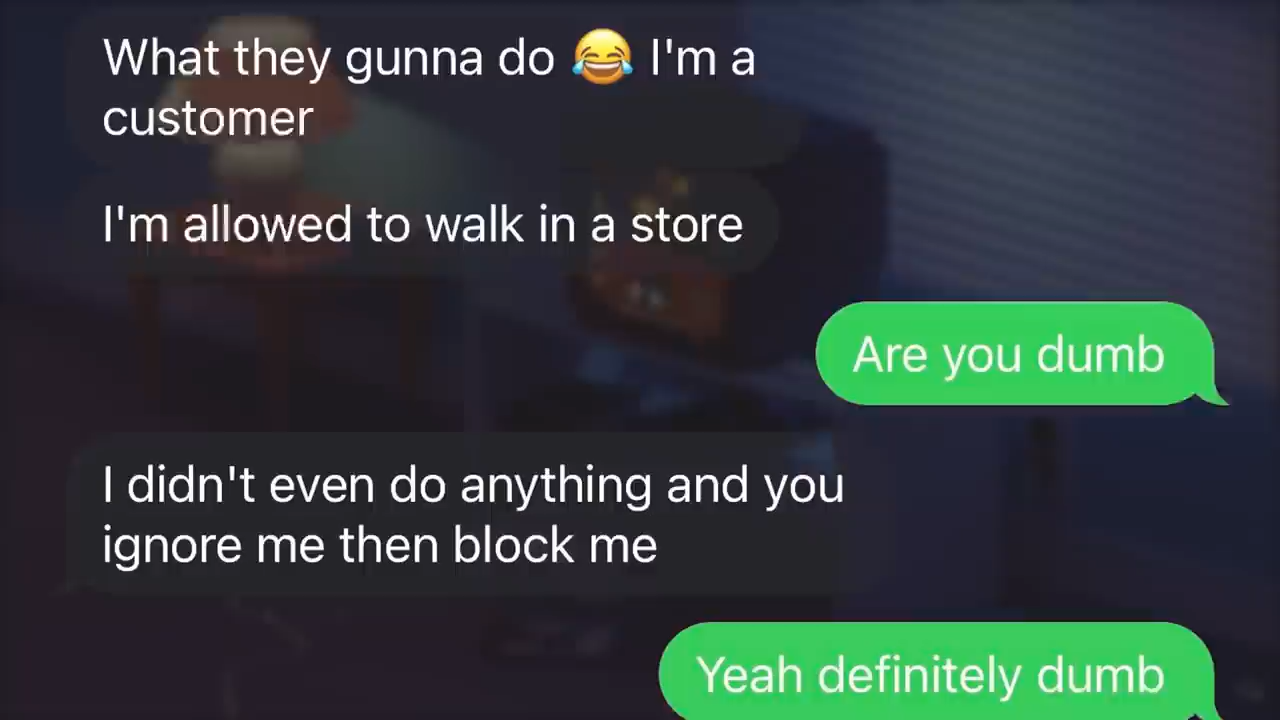 What they gunna do 😂 I'm a
customer
I'm allowed to walk in a store
Are you dumb
I didn't even do anything and you
ignore me then block me
Yeah definitely dumb